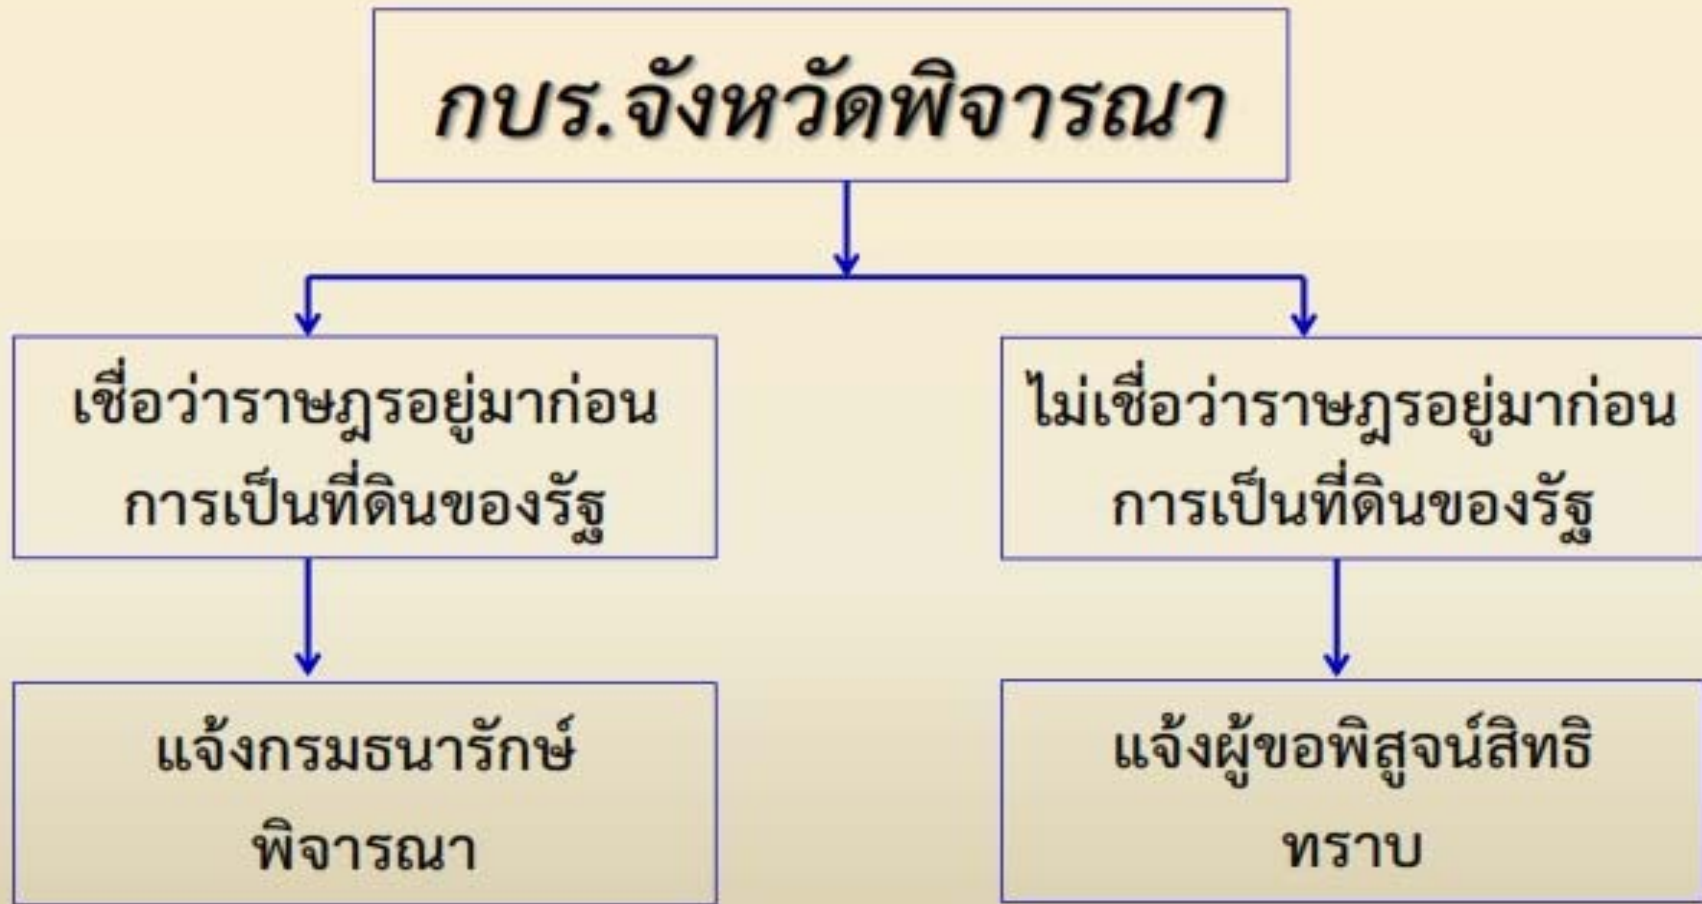 กบร.จังหวัดพิจารณา
เชื่อว่าราษฎรอยู่มาก่อน
การเป็นที่ดินของรัฐ
ไม่เชื่อว่าราษฎรอยู่มาก่อน
การเป็นที่ดินของรัฐ
แจ้งกรมธนารักษ์
พิจารณา
แจ้งผู้ขอพิสูจน์สิทธิ
ทราบ